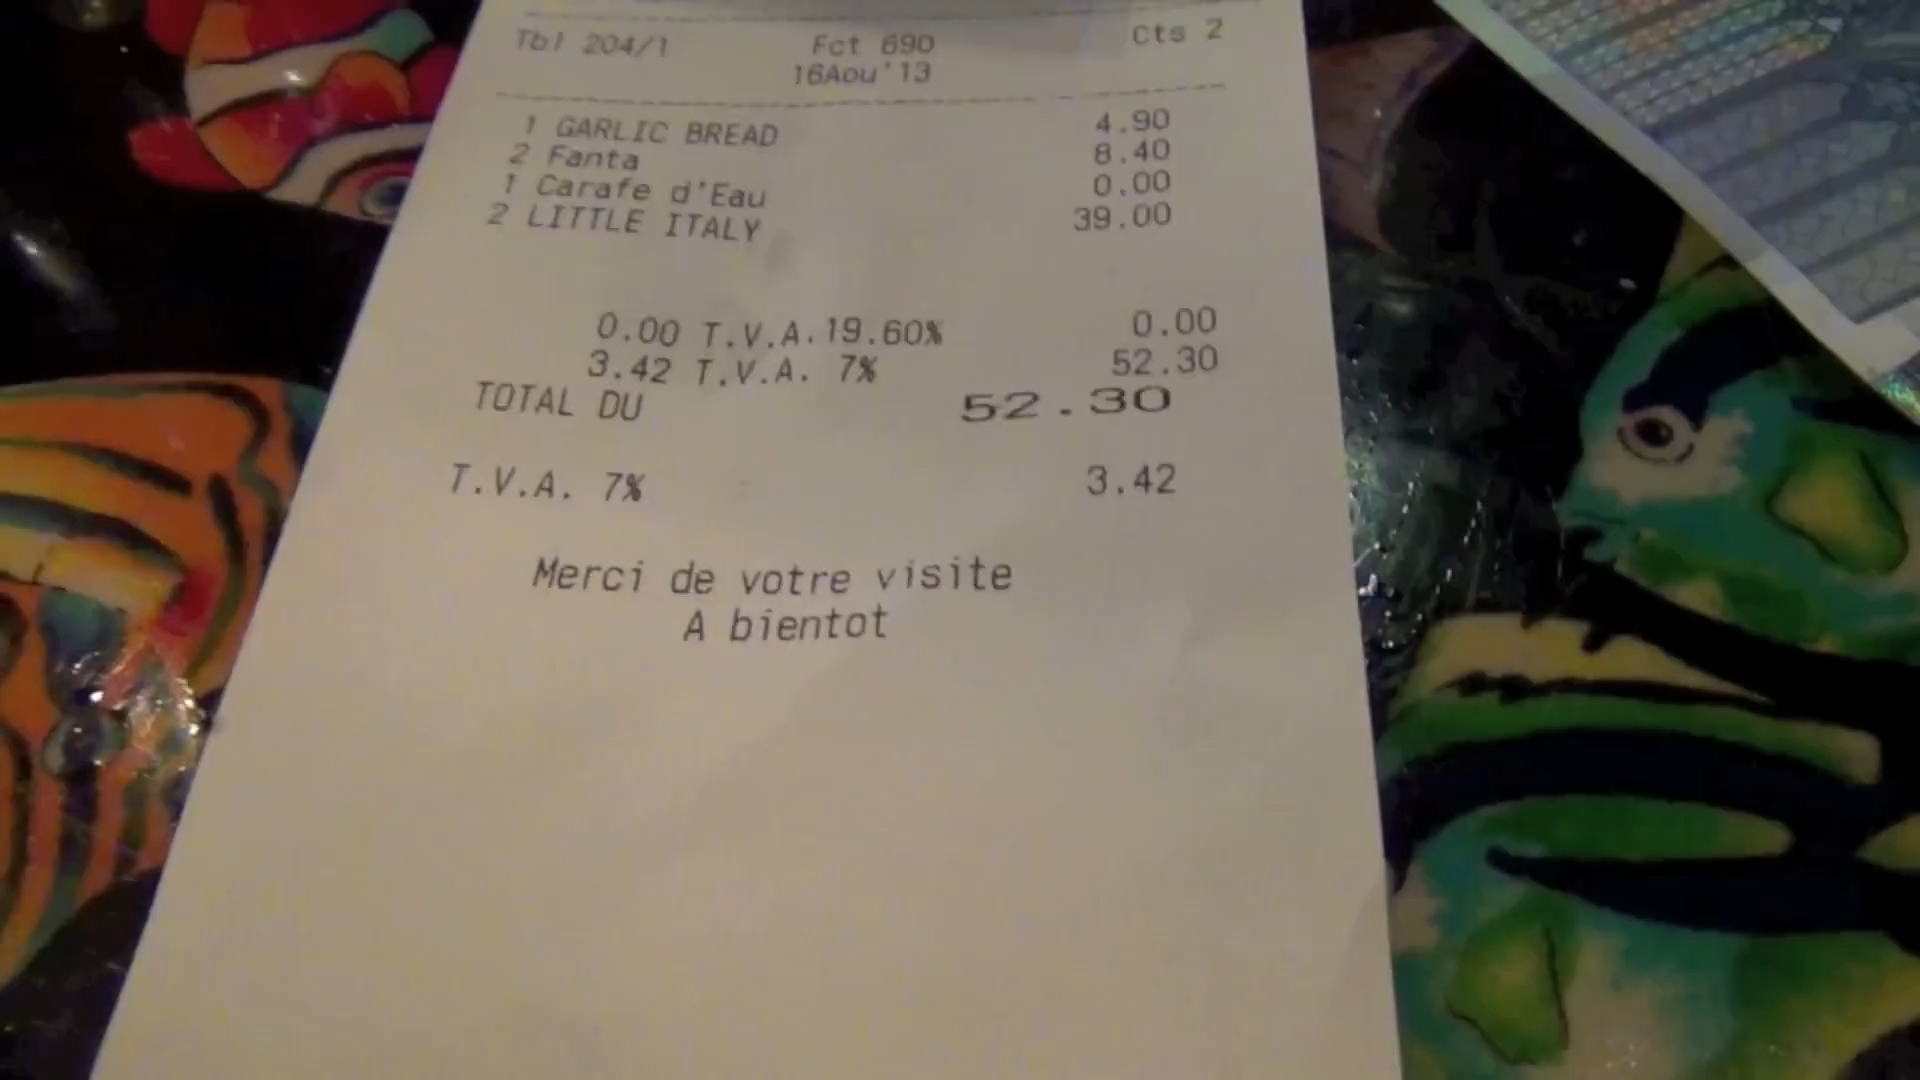 Tbl 204/1 Fct 690 Cts 2
16Aou'13
1 GARLIC BREAD 4.90
2 Fanta 8.40
1 Carafe d'Eau 0.00
2 LITTLE ITALY 39.00
0.00 T.V.A.19.60% 0.00
3.42 T.V.A. 7% 52.30
TOTAL DU 52.30
T.V.A. 7% 3.42
Merci de votre visite
A bientot